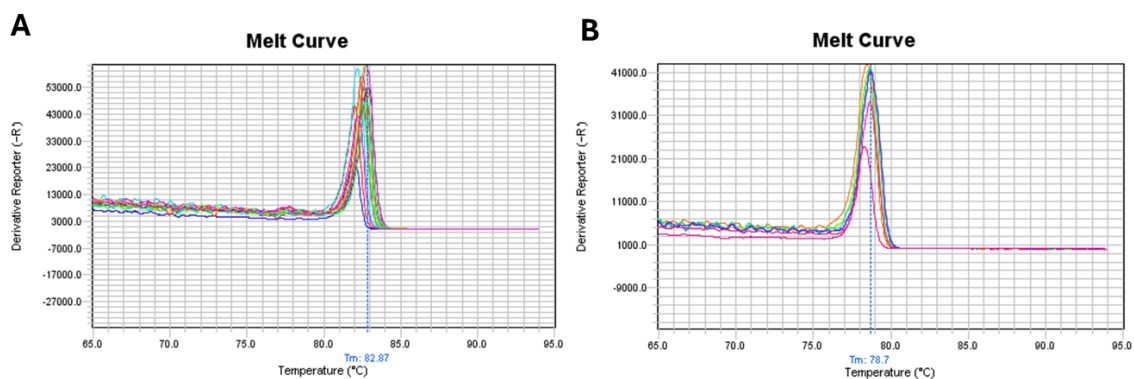 A
Melt Curve
Derivative Reporter (-R')
53000.0
43000.0
33000.0
23000.0
13000.0
3000.0
-7000.0
-17000.0
-27000.0
65.0 70.0 75.0 80.0 85.0 90.0 95.0
Tm: 82.87
Temperature (°C)
B
Melt Curve
Derivative Reporter (-R')
41000.0
31000.0
21000.0
11000.0
1000.0
-9000.0
65.0 70.0 75.0 80.0 85.0 90.0 95.0
Tm: 78.7
Temperature (°C)